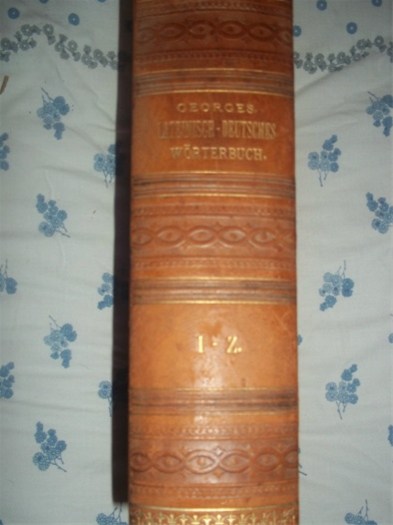 GEORGES
LATEINISCH-DEUTSCHES
WÖRTERBUCH.
I-Z.